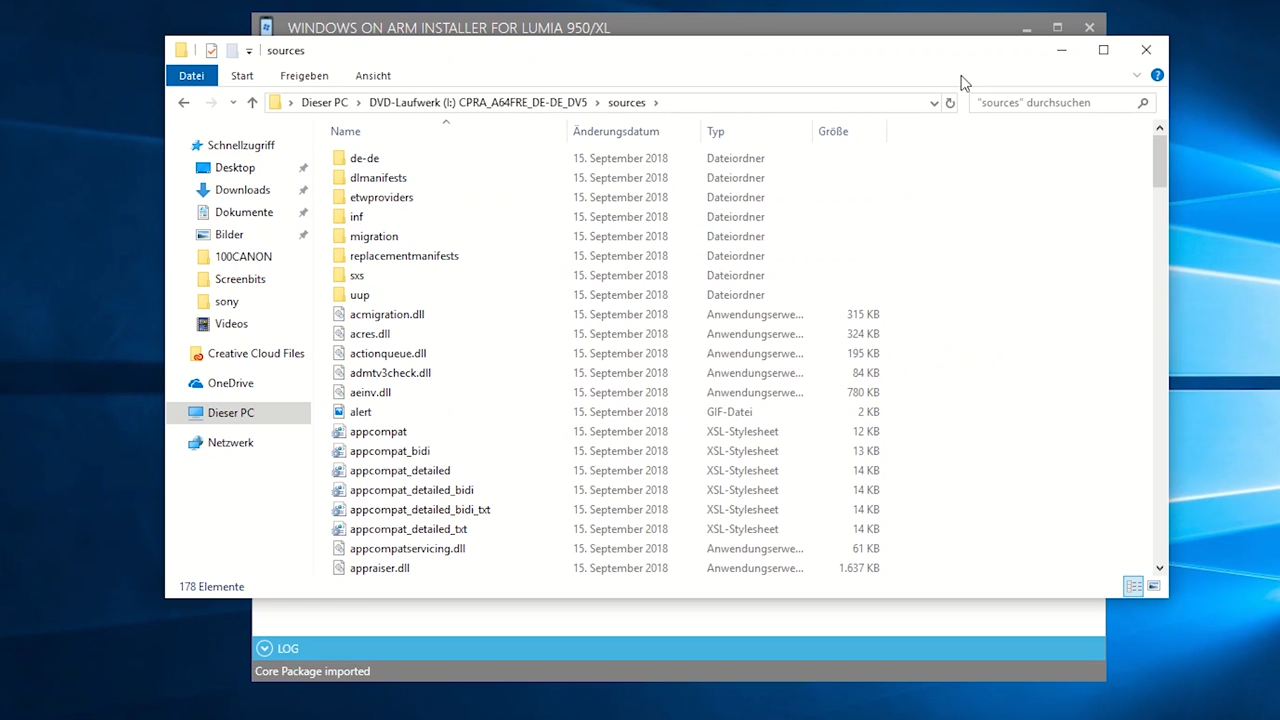 WINDOWS ON ARM INSTALLER FOR LUMIA 950/XL
sources
Datei Start Freigeben Ansicht
Dieser PC DVD-Laufwerk (I:) CPRA_A64FRE_DE-DE_DV5 sources "sources" durchsuchen
Name Änderungsdatum Typ Größe
Schnellzugriff
Desktop
Downloads
Dokumente
Bilder
100CANON
Screenbits
sony
Videos
Creative Cloud Files
OneDrive
Dieser PC
Netzwerk
de-de 15. September 2018 Dateiordner
dlmanifests 15. September 2018 Dateiordner
etwproviders 15. September 2018 Dateiordner
inf 15. September 2018 Dateiordner
migration 15. September 2018 Dateiordner
replacementmanifests 15. September 2018 Dateiordner
sxs 15. September 2018 Dateiordner
uup 15. September 2018 Dateiordner
acmigration.dll 15. September 2018 Anwendungserwe... 315 KB
acres.dll 15. September 2018 Anwendungserwe... 324 KB
actionqueue.dll 15. September 2018 Anwendungserwe... 195 KB
admtv3check.dll 15. September 2018 Anwendungserwe... 84 KB
aeinv.dll 15. September 2018 Anwendungserwe... 780 KB
alert 15. September 2018 GIF-Datei 2 KB
appcompat 15. September 2018 XSL-Stylesheet 12 KB
appcompat_bidi 15. September 2018 XSL-Stylesheet 13 KB
appcompat_detailed 15. September 2018 XSL-Stylesheet 14 KB
appcompat_detailed_bidi 15. September 2018 XSL-Stylesheet 14 KB
appcompat_detailed_bidi_txt 15. September 2018 XSL-Stylesheet 14 KB
appcompat_detailed_txt 15. September 2018 XSL-Stylesheet 14 KB
appcompatservicing.dll 15. September 2018 Anwendungserwe... 61 KB
appraiser.dll 15. September 2018 Anwendungserwe... 1.637 KB
178 Elemente
LOG
Core Package imported